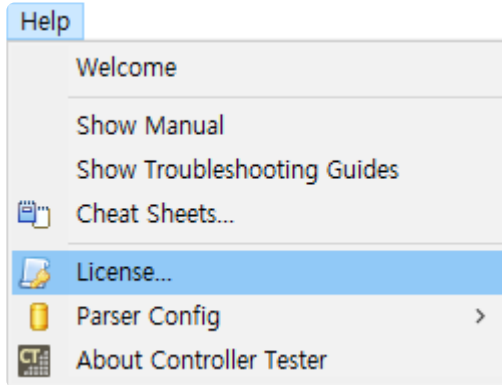 Help
Welcome
Show Manual
Show Troubleshooting Guides
Cheat Sheets...
License...
Parser Config
About Controller Tester